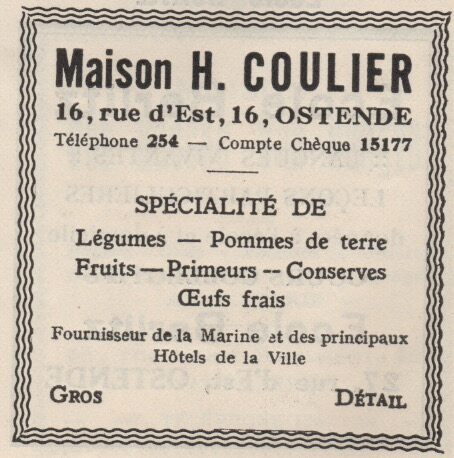 Maison H. COULIER
16, rue d'Est, 16, OSTENDE
Téléphone 254 — Compte Chèque 15177
SPÉCIALITÉ DE
Légumes — Pommes de terre
Fruits — Primeurs -- Conserves
Œufs frais
Fournisseur de la Marine et des principaux
Hôtels de la Ville
GROS DÉTAIL